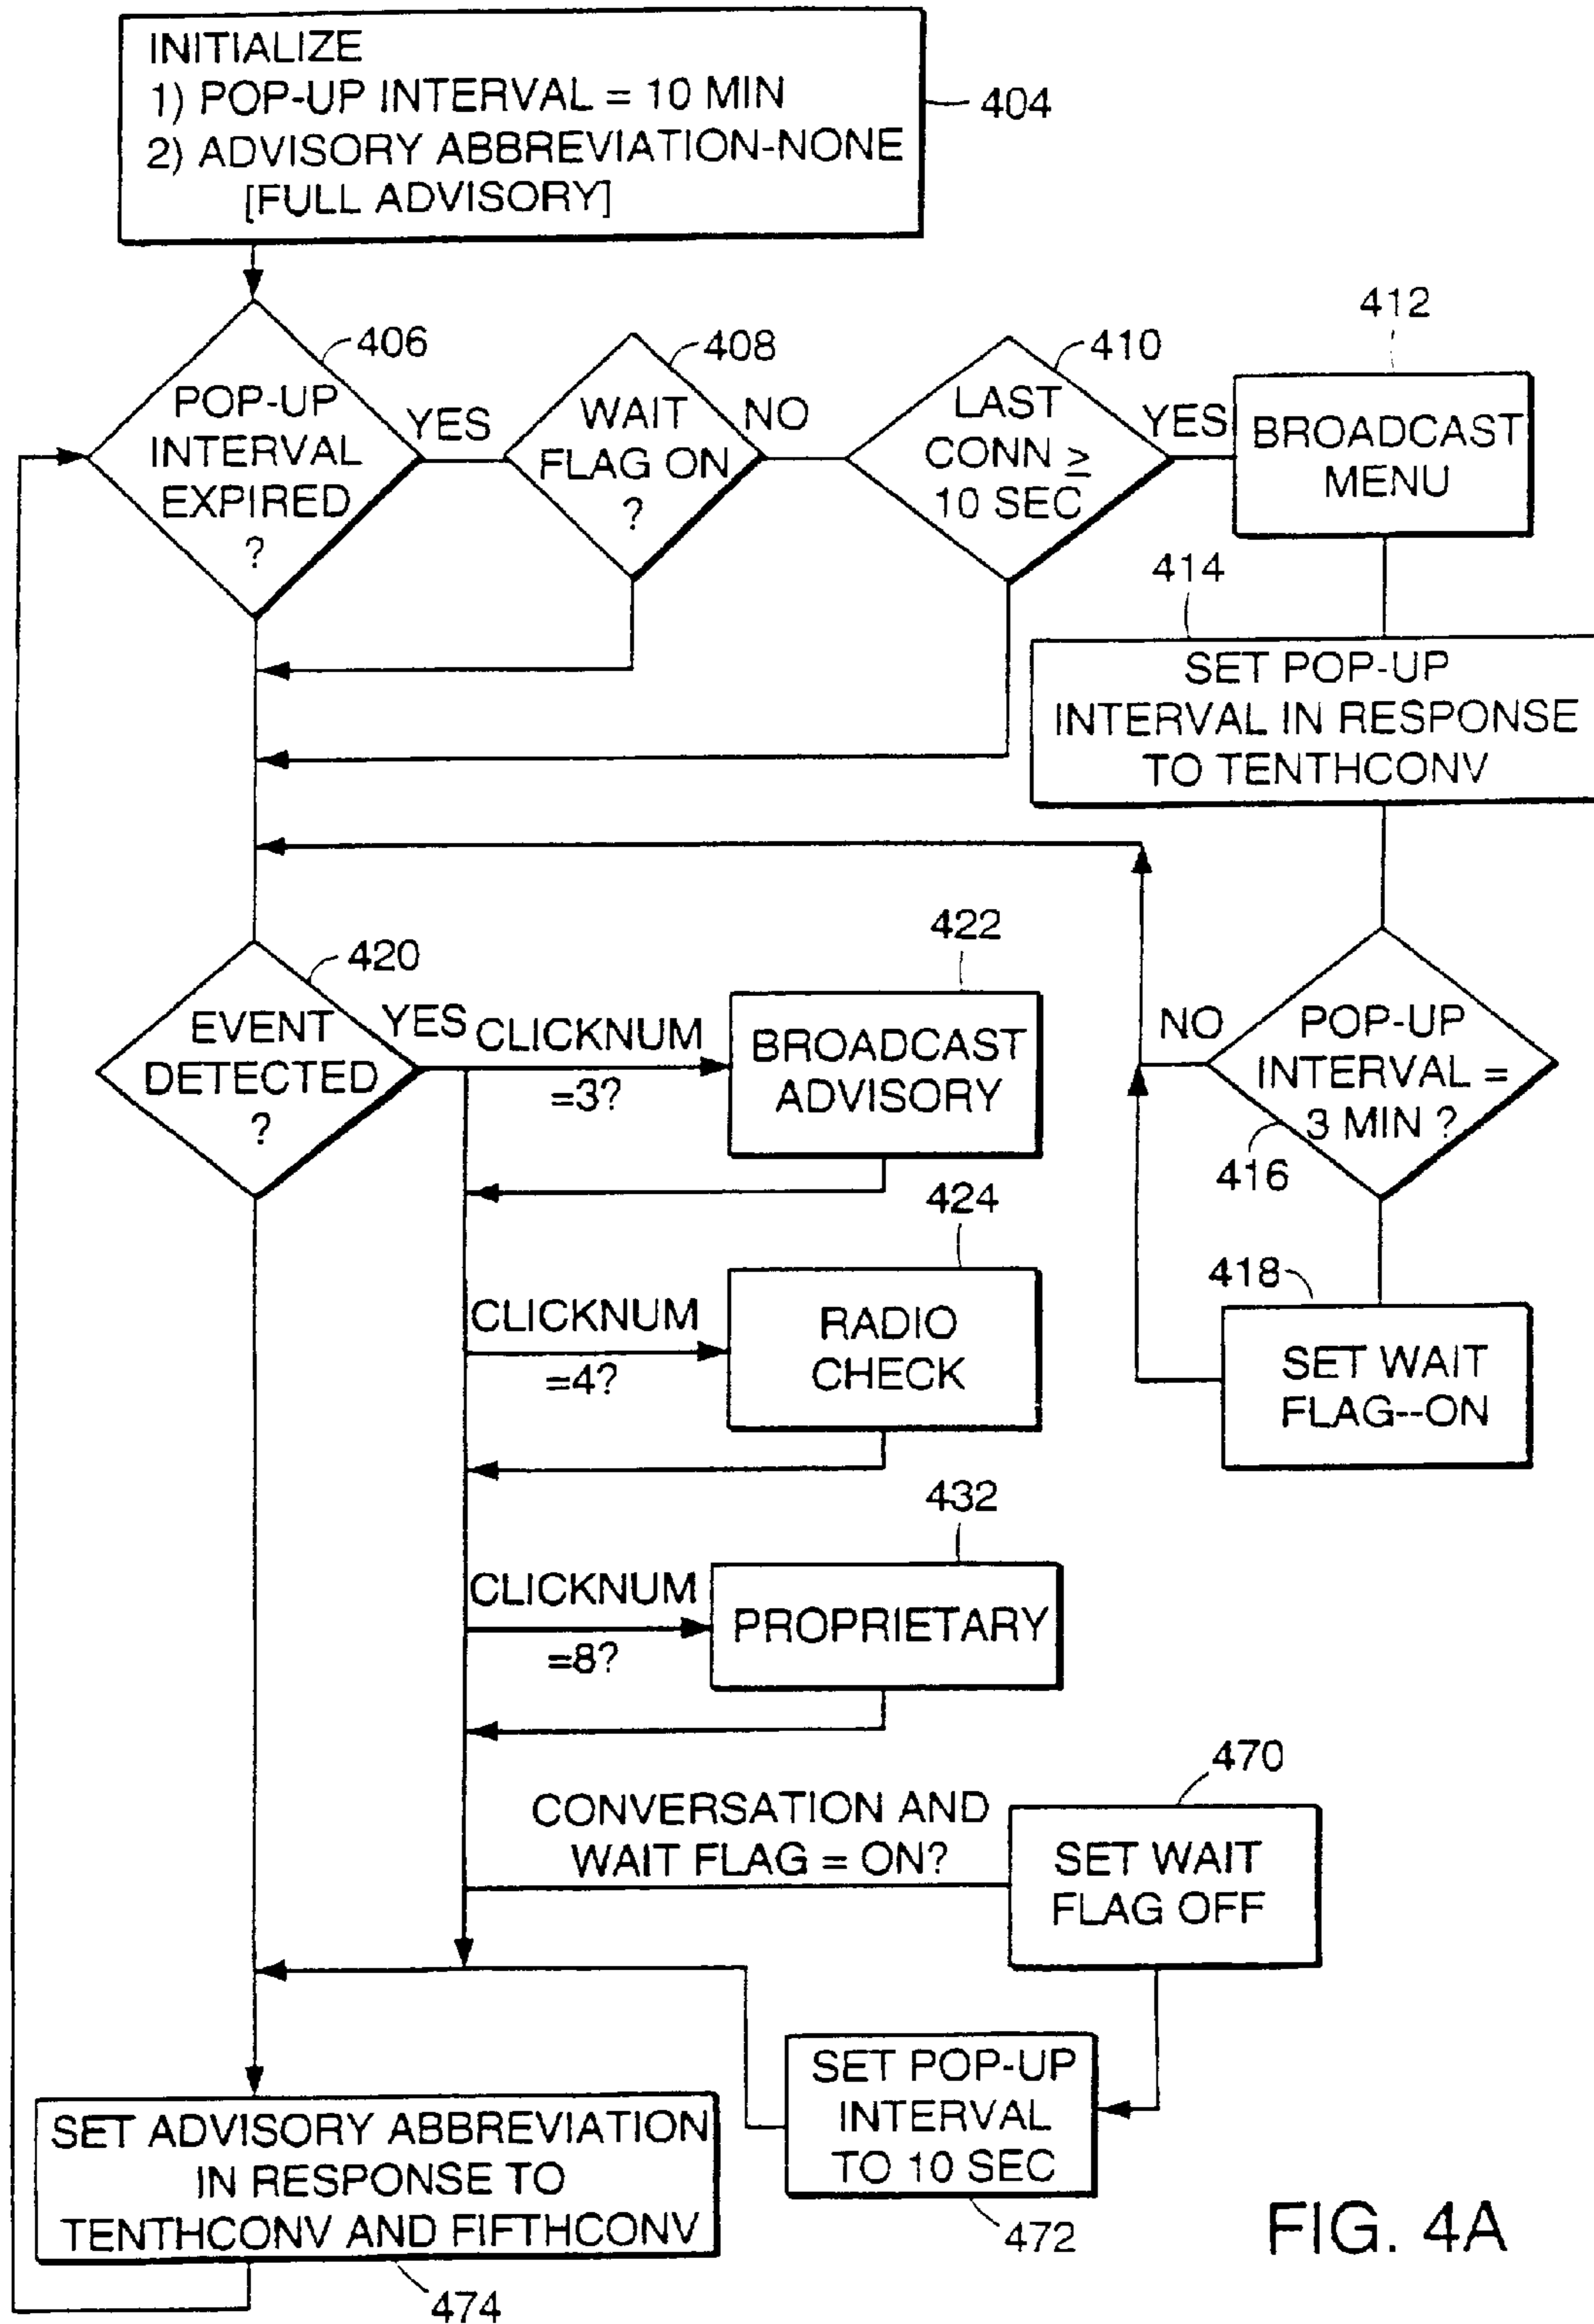 INITIALIZE
1) POP-UP INTERVAL = 10 MIN
2) ADVISORY ABBREVIATION-NONE
[FULL ADVISORY]
404
406
POP-UP
INTERVAL
EXPIRED
?
YES
408
WAIT
FLAG ON
?
NO
410
LAST
CONN ≥
10 SEC
YES
412
BROADCAST
MENU
414
SET POP-UP
INTERVAL IN RESPONSE
TO TENTHCONV
POP-UP
INTERVAL =
3 MIN ?
NO
416
418
SET WAIT
FLAG--ON
420
EVENT
DETECTED
?
YES
CLICKNUM
=3?
422
BROADCAST
ADVISORY
CLICKNUM
=4?
424
RADIO
CHECK
CLICKNUM
=8?
432
PROPRIETARY
CONVERSATION AND
WAIT FLAG = ON?
470
SET WAIT
FLAG OFF
SET POP-UP
INTERVAL
TO 10 SEC
472
SET ADVISORY ABBREVIATION
IN RESPONSE TO
TENTHCONV AND FIFTHCONV
474
FIG. 4A